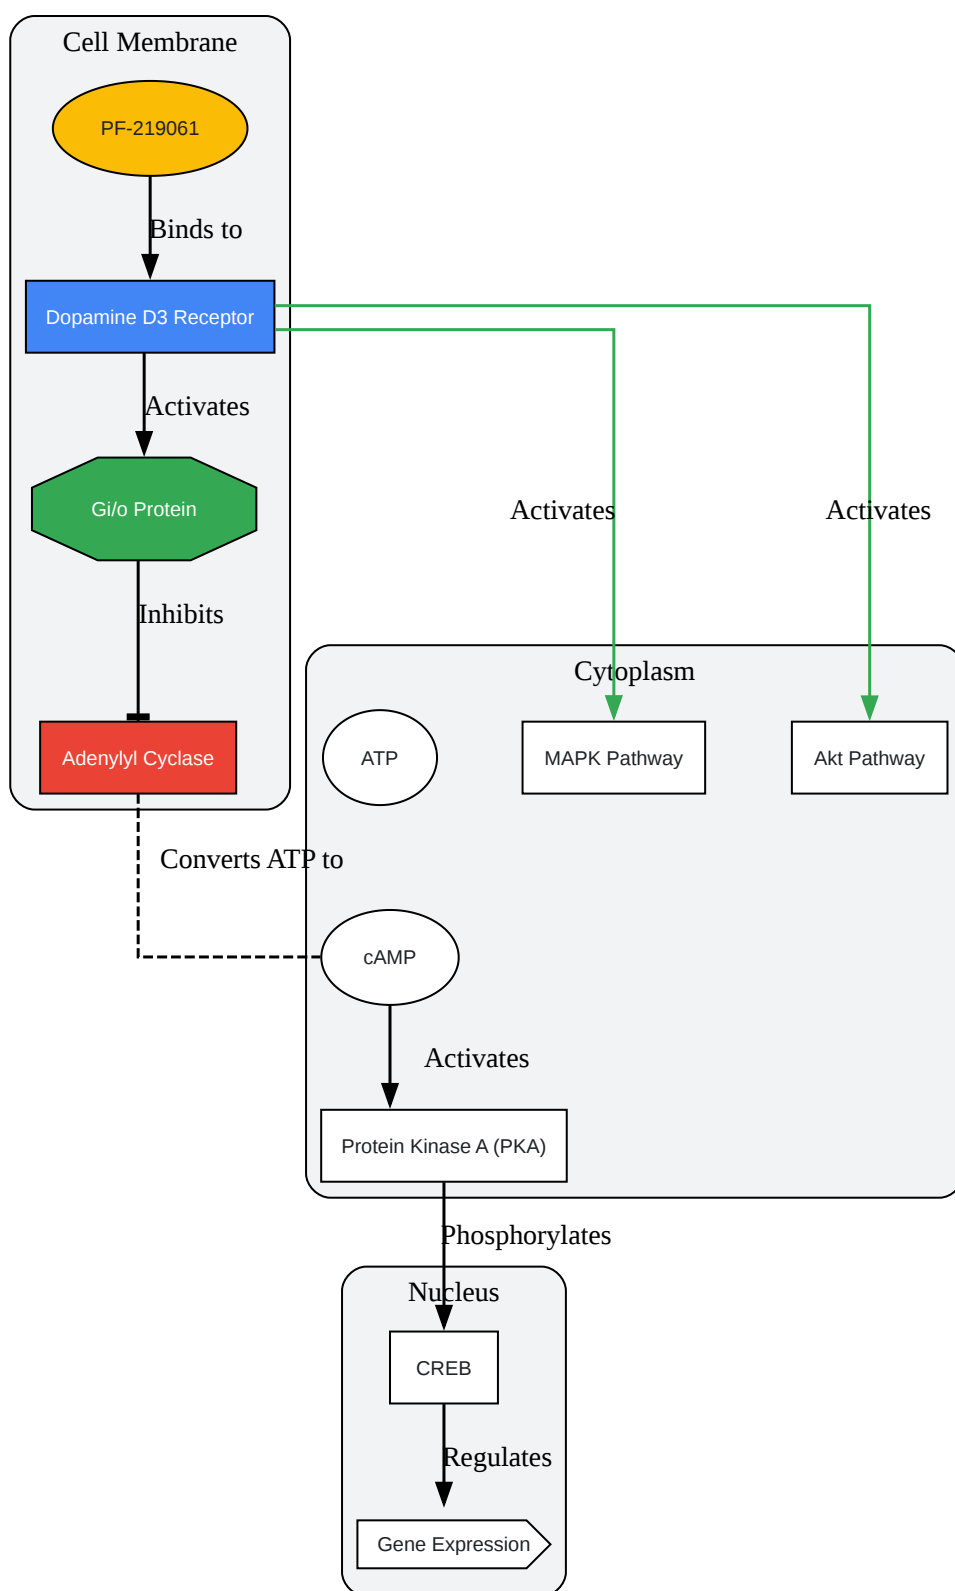 Cell Membrane
PF-219061
Binds to
Dopamine D3 Receptor
Activates
Gi/o Protein
Activates
Activates
Inhibits
Cytoplasm
Adenylyl Cyclase
ATP
MAPK Pathway
Akt Pathway
Converts ATP to
cAMP
Activates
Protein Kinase A (PKA)
Phosphorylates
Nucleus
CREB
Regulates
Gene Expression